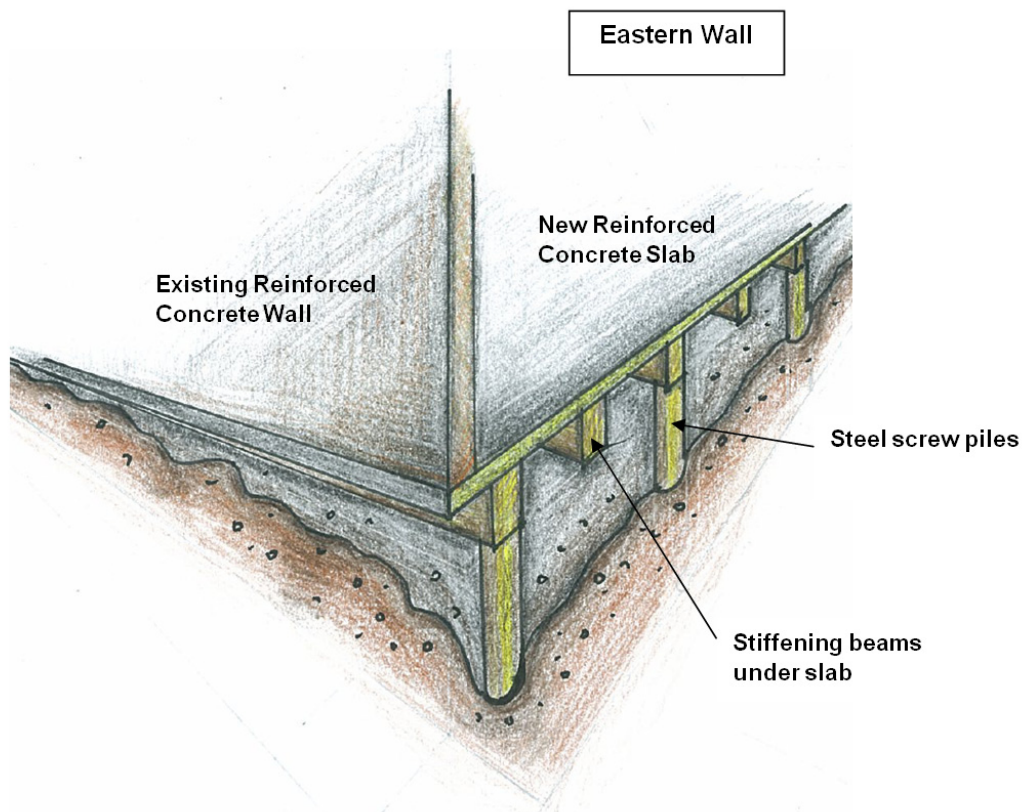 Eastern Wall
New Reinforced
Concrete Slab
Existing Reinforced
Concrete Wall
Steel screw piles
Stiffening beams
under slab